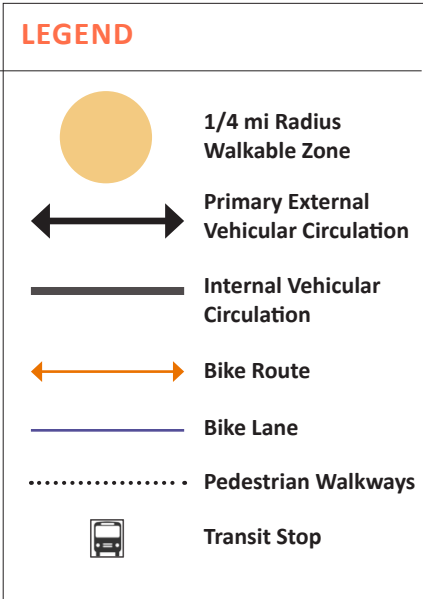 LEGEND
1/4 mi Radius
Walkable Zone
Primary External
Vehicular Circulation
Internal Vehicular
Circulation
Bike Route
Bike Lane
Pedestrian Walkways
Transit Stop